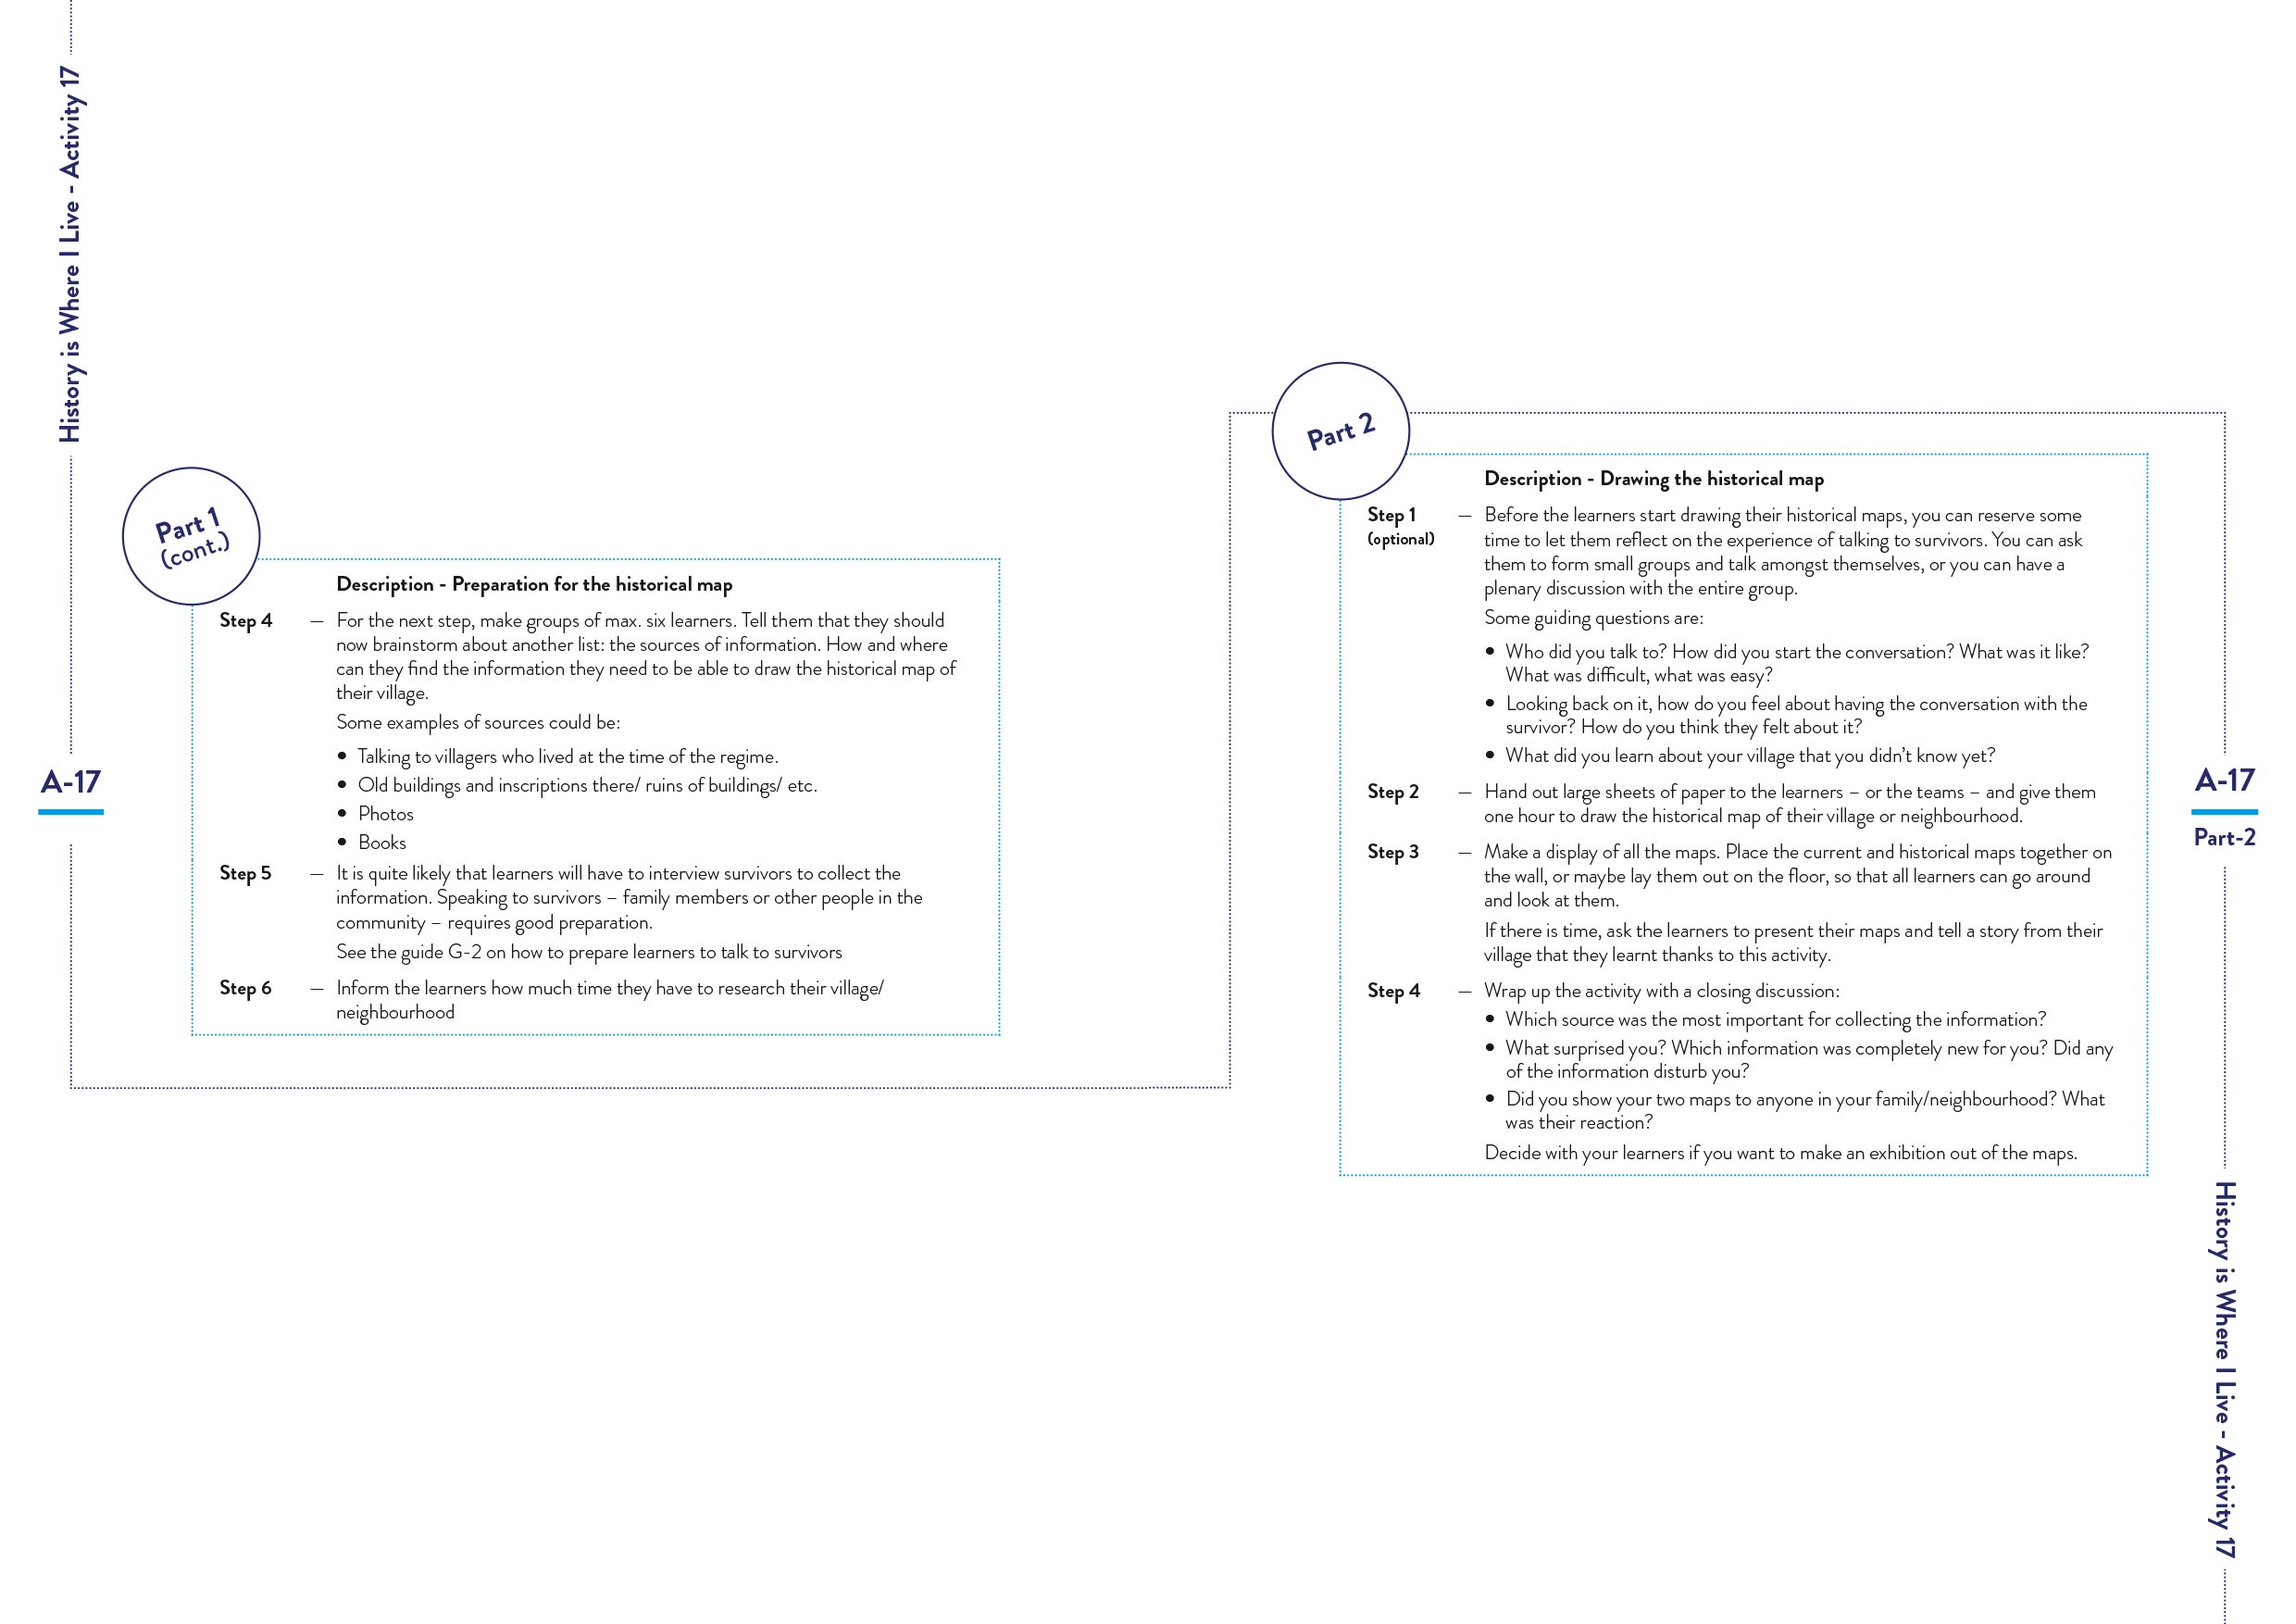 History is Where I Live - Activity 17
A-17
Part 1
(cont.)
Description - Preparation for the historical map
Step 4 — For the next step, make groups of max. six learners. Tell them that they should
now brainstorm about another list: the sources of information. How and where
can they find the information they need to be able to draw the historical map of
their village.
Some examples of sources could be:
• Talking to villagers who lived at the time of the regime.
• Old buildings and inscriptions there/ ruins of buildings/ etc.
• Photos
• Books
Step 5 — It is quite likely that learners will have to interview survivors to collect the
information. Speaking to survivors – family members or other people in the
community – requires good preparation.
See the guide G-2 on how to prepare learners to talk to survivors
Step 6 — Inform the learners how much time they have to research their village/
neighbourhood
Part 2
Description - Drawing the historical map
Step 1 — Before the learners start drawing their historical maps, you can reserve some
(optional) time to let them reflect on the experience of talking to survivors. You can ask
them to form small groups and talk amongst themselves, or you can have a
plenary discussion with the entire group.
Some guiding questions are:
• Who did you talk to? How did you start the conversation? What was it like?
What was difficult, what was easy?
• Looking back on it, how do you feel about having the conversation with the
survivor? How do you think they felt about it?
• What did you learn about your village that you didn't know yet?
Step 2 — Hand out large sheets of paper to the learners – or the teams – and give them
one hour to draw the historical map of their village or neighbourhood.
Step 3 — Make a display of all the maps. Place the current and historical maps together on
the wall, or maybe lay them out on the floor, so that all learners can go around
and look at them.
If there is time, ask the learners to present their maps and tell a story from their
village that they learnt thanks to this activity.
Step 4 — Wrap up the activity with a closing discussion:
• Which source was the most important for collecting the information?
• What surprised you? Which information was completely new for you? Did any
of the information disturb you?
• Did you show your two maps to anyone in your family/neighbourhood? What
was their reaction?
Decide with your learners if you want to make an exhibition out of the maps.
A-17
Part-2
History is Where I Live - Activity 17